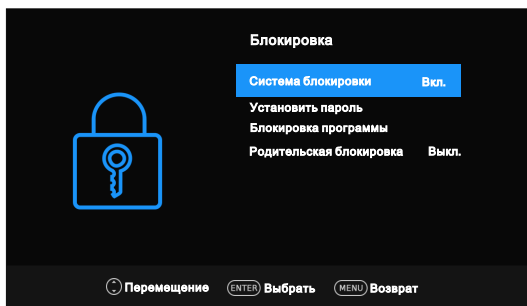 Блокировка
Система блокировки Вкл.
Установить пароль
Блокировка программы
Родительская блокировка Выкл.
Перемещение ENTER Выбрать MENU Возврат